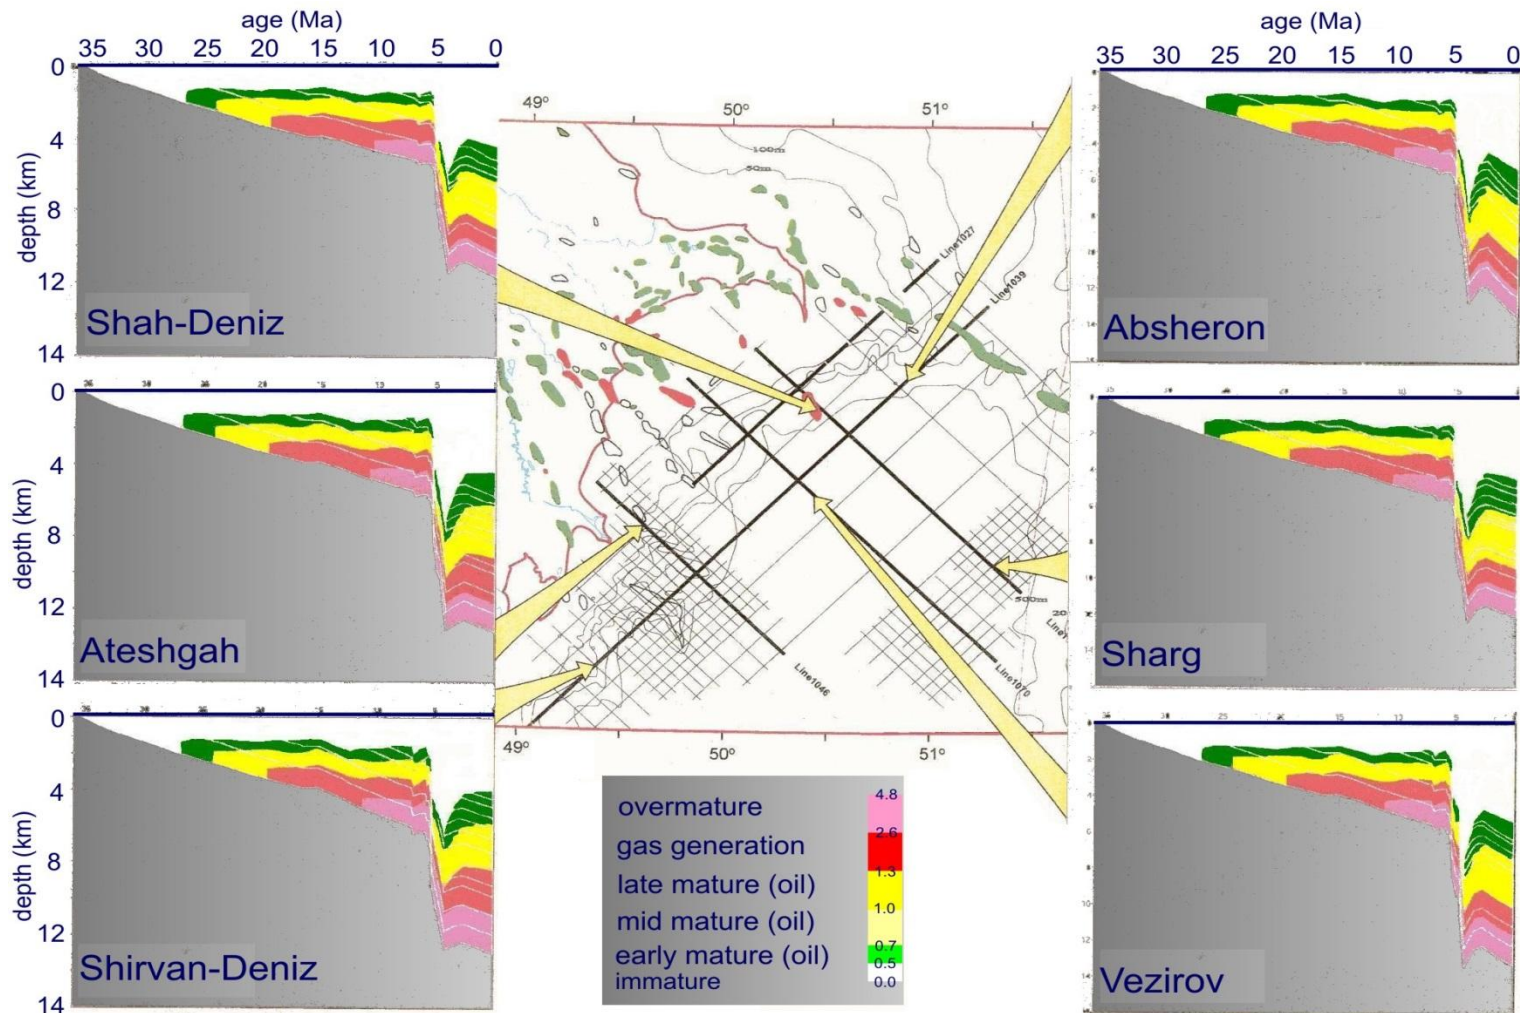 age (Ma)
35 30 25 20 15 10 5 0
0
4
8
12
14
depth (km)
Shah-Deniz
0
4
8
12
14
depth (km)
Ateshgah
0
4
8
12
14
depth (km)
Shirvan-Deniz
49° 50° 51°
100m
50m
Line1027
Line1039
500m
20
Line1070
Line1046
49° 50° 51°
overmature
gas generation
late mature (oil)
mid mature (oil)
early mature (oil)
immature
4.8
2.6
1.3
1.0
0.7
0.5
0.0
age (Ma)
35 30 25 20 15 10 5 0
Absheron
Sharg
Vezirov